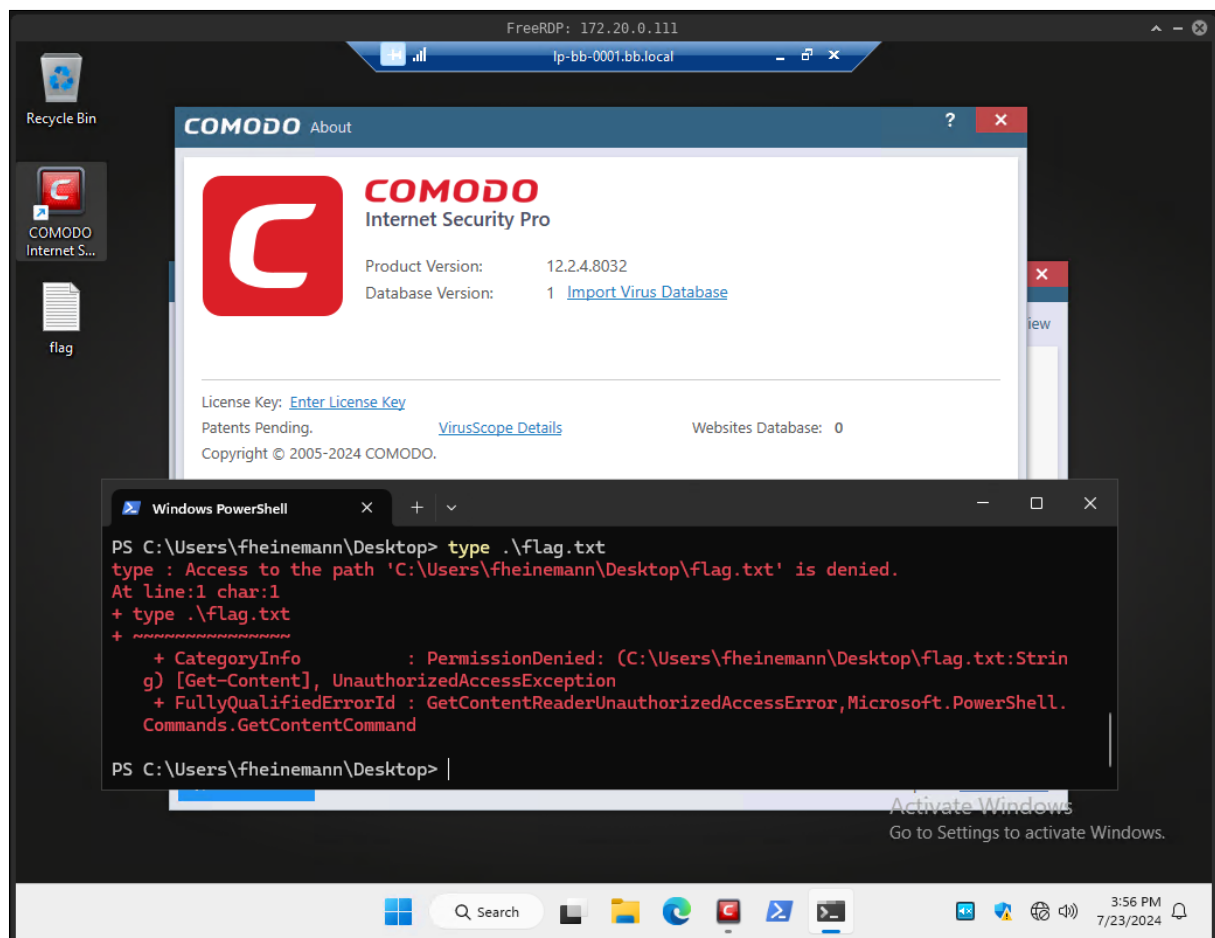 FreeRDP: 172.20.0.111
lp-bb-0001.bb.local
Recycle Bin
COMODO About
?
COMODO
Internet Security Pro
COMODO
Internet S...
Product Version: 12.2.4.8032
Database Version: 1 Import Virus Database
iew
flag
License Key: Enter License Key
Patents Pending. VirusScope Details Websites Database: 0
Copyright © 2005-2024 COMODO.
Windows PowerShell
PS C:\Users\fheinemann\Desktop> type .\flag.txt
type : Access to the path 'C:\Users\fheinemann\Desktop\flag.txt' is denied.
At line:1 char:1
+ type .\flag.txt
+ ~~~~~~~~~~~~~~~
+ CategoryInfo : PermissionDenied: (C:\Users\fheinemann\Desktop\flag.txt:Strin
g) [Get-Content], UnauthorizedAccessException
+ FullyQualifiedErrorId : GetContentReaderUnauthorizedAccessError,Microsoft.PowerShell.
Commands.GetContentCommand
PS C:\Users\fheinemann\Desktop>
Activate Windows
Go to Settings to activate Windows.
Search
3:56 PM
7/23/2024